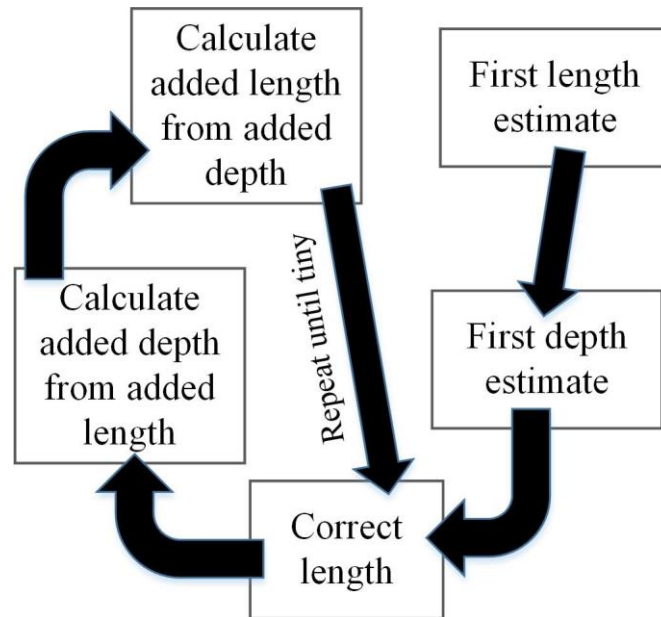 Calculate
added length
from added
depth
First length
estimate
Repeat until tiny
Calculate
added depth
from added
length
First depth
estimate
Correct
length